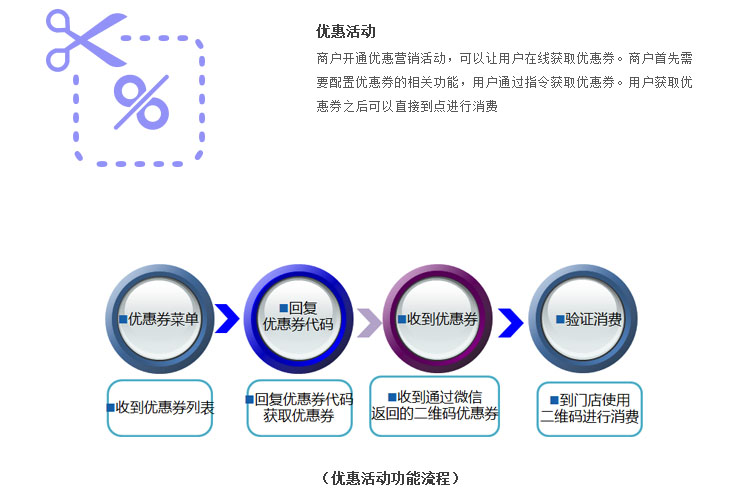 优惠活动
商户开通优惠营销活动，可以让用户在线获取优惠券。商户首先需
要配置优惠券的相关功能，用户通过指令获取优惠券。用户获取优
惠券之后可以直接到点进行消费
%
■优惠券菜单
■回复
优惠券代码
■收到优惠券
■验证消费
■收到优惠券列表
■回复优惠券代码
获取优惠券
■收到通过微信
返回的二维码优惠券
■到门店使用
二维码进行消费
（优惠活动功能流程）